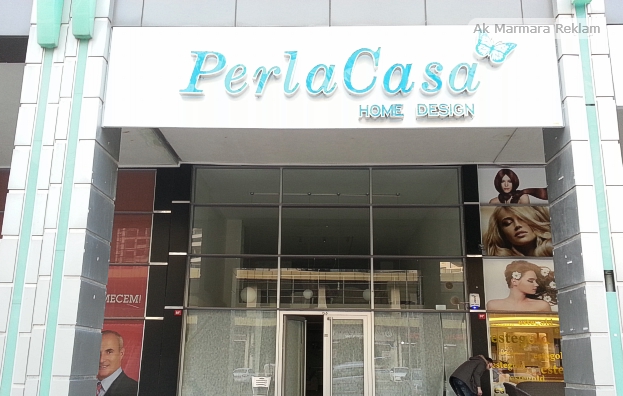 Ak Marmara Reklam
PerlaCasa
HOME DESIGN
MECEM!